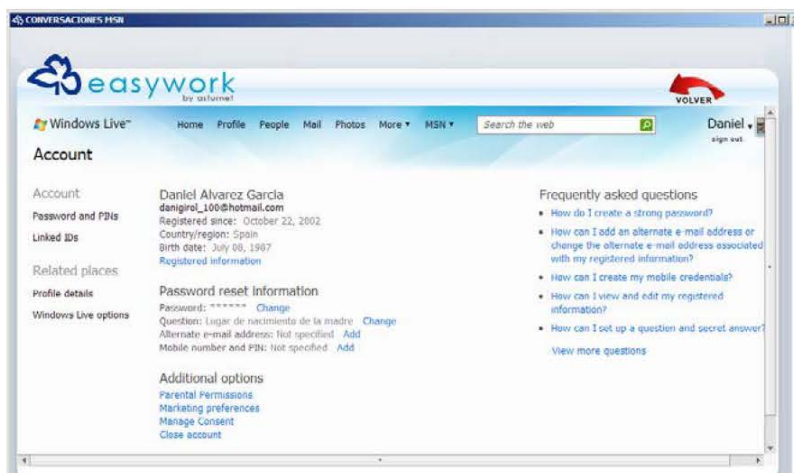 CONVERSACIONES MSN
easywork
by asturnet
VOLVER
Windows Live™
Home Profile People Mail Photos More MSN
Search the web
Daniel
sign out
Account
Account
Password and PINs
Linked IDs
Related places
Profile details
Windows Live options
Daniel Alvarez Garcia
danigirol_100@hotmail.com
Registered since: October 22, 2002
Country/region: Spain
Birth date: July 08, 1987
Registered information
Password reset information
Password: ****** Change
Question: Lugar de nacimiento de la madre Change
Alternate e-mail address: Not specified Add
Mobile number and PIN: Not specified Add
Additional options
Parental Permissions
Marketing preferences
Manage Consent
Close account
Frequently asked questions
How do I create a strong password?
How can I add an alternate e-mail address or
change the alternate e-mail address associated
with my registered information?
How can I create my mobile credentials?
How can I view and edit my registered
information?
How can I set up a question and secret answer?
View more questions